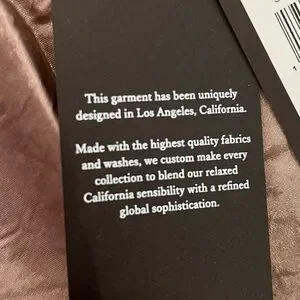 This garment has been uniquely
designed in Los Angeles, California.
Made with the highest quality fabrics
and washes, we custom make every
collection to blend our relaxed
California sensibility with a refined
global sophistication.